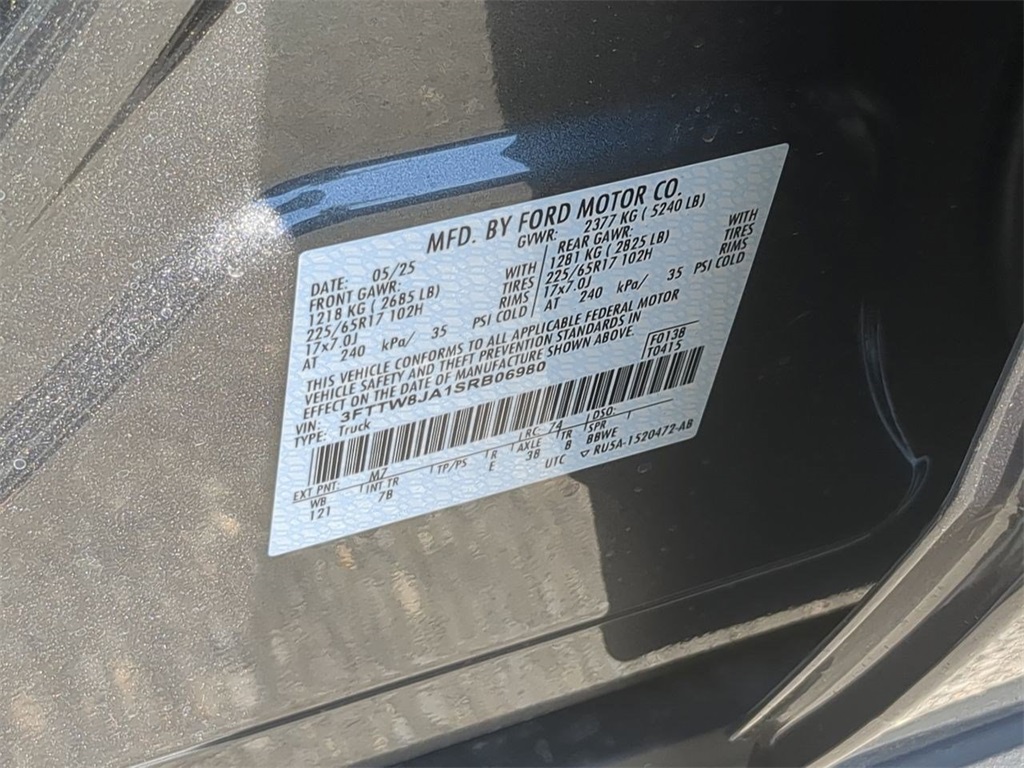 MFD. BY FORD MOTOR CO.
DATE: 05/25
GVWR: 2377 KG ( 5240 LB)
FRONT GAWR:
1218 KG ( 2685 LB) WITH
225/65R17 102H TIRES
17x7.0J RIMS
AT 240 kPa/ 35 PSI COLD
REAR GAWR:
1281 KG ( 2825 LB) WITH
225/65R17 102H TIRES
17x7.0J RIMS
AT 240 kPa/ 35 PSI COLD
THIS VEHICLE CONFORMS TO ALL APPLICABLE FEDERAL MOTOR
VEHICLE SAFETY AND THEFT PREVENTION STANDARDS IN
EFFECT ON THE DATE OF MANUFACTURE SHOWN ABOVE.
VIN: 3FTTW8JA1SRB06980
TYPE: Truck
F0138
T0415
EXT PNT: M7 LRC: 74 DSO:
WB INT TR TP/PS R AXLE TR SPR
121 7B E 3B B BBWE
UTC ▽ RU5A-1520472-AB